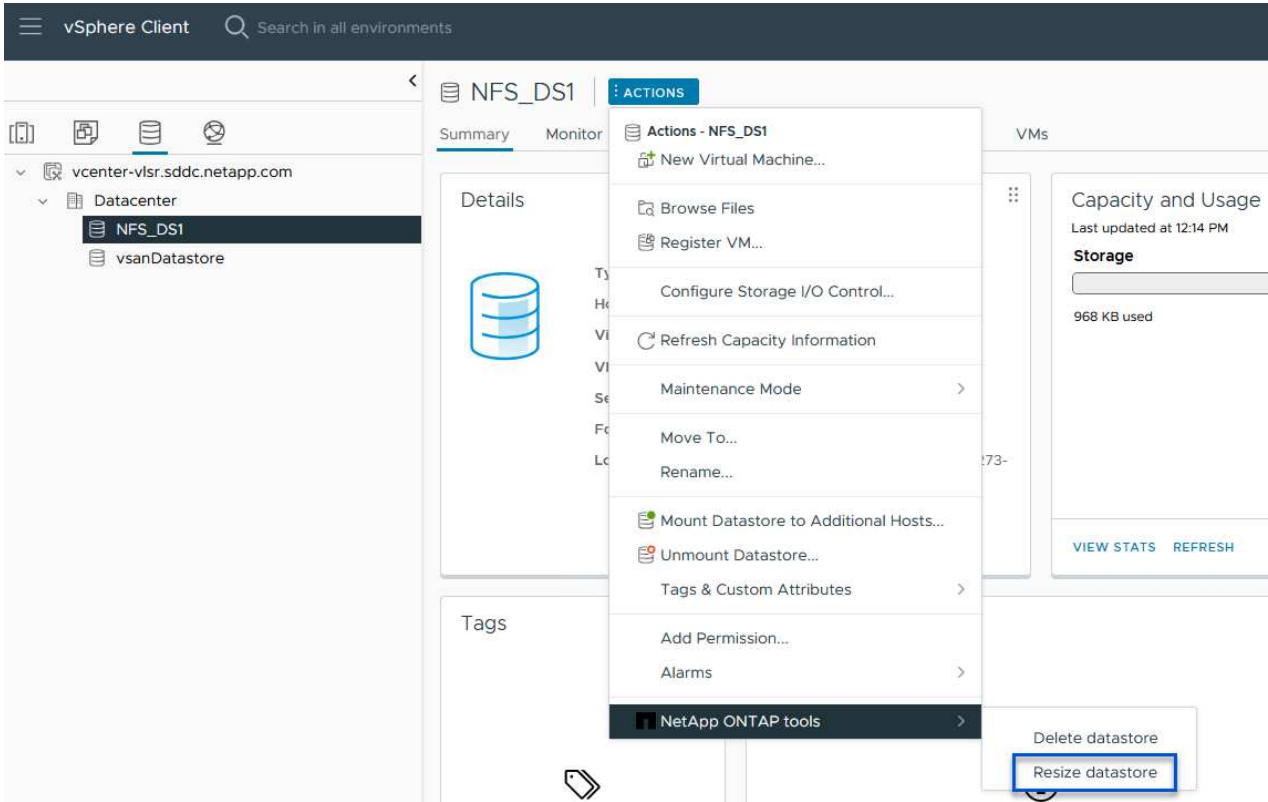 vSphere Client
Search in all environments
NFS_DS1
ACTIONS
Summary
Monitor
VMs
vcenter-vlsr.sddc.netapp.com
Datacenter
NFS_DS1
vsanDatastore
Details
273-
Actions - NFS_DS1
New Virtual Machine...
Browse Files
Register VM...
Configure Storage I/O Control...
Refresh Capacity Information
Maintenance Mode
Move To...
Rename...
Mount Datastore to Additional Hosts...
Unmount Datastore...
Tags & Custom Attributes
Add Permission...
Alarms
NetApp ONTAP tools
Delete datastore
Resize datastore
Capacity and Usage
Last updated at 12:14 PM
Storage
968 KB used
VIEW STATS
REFRESH
Tags